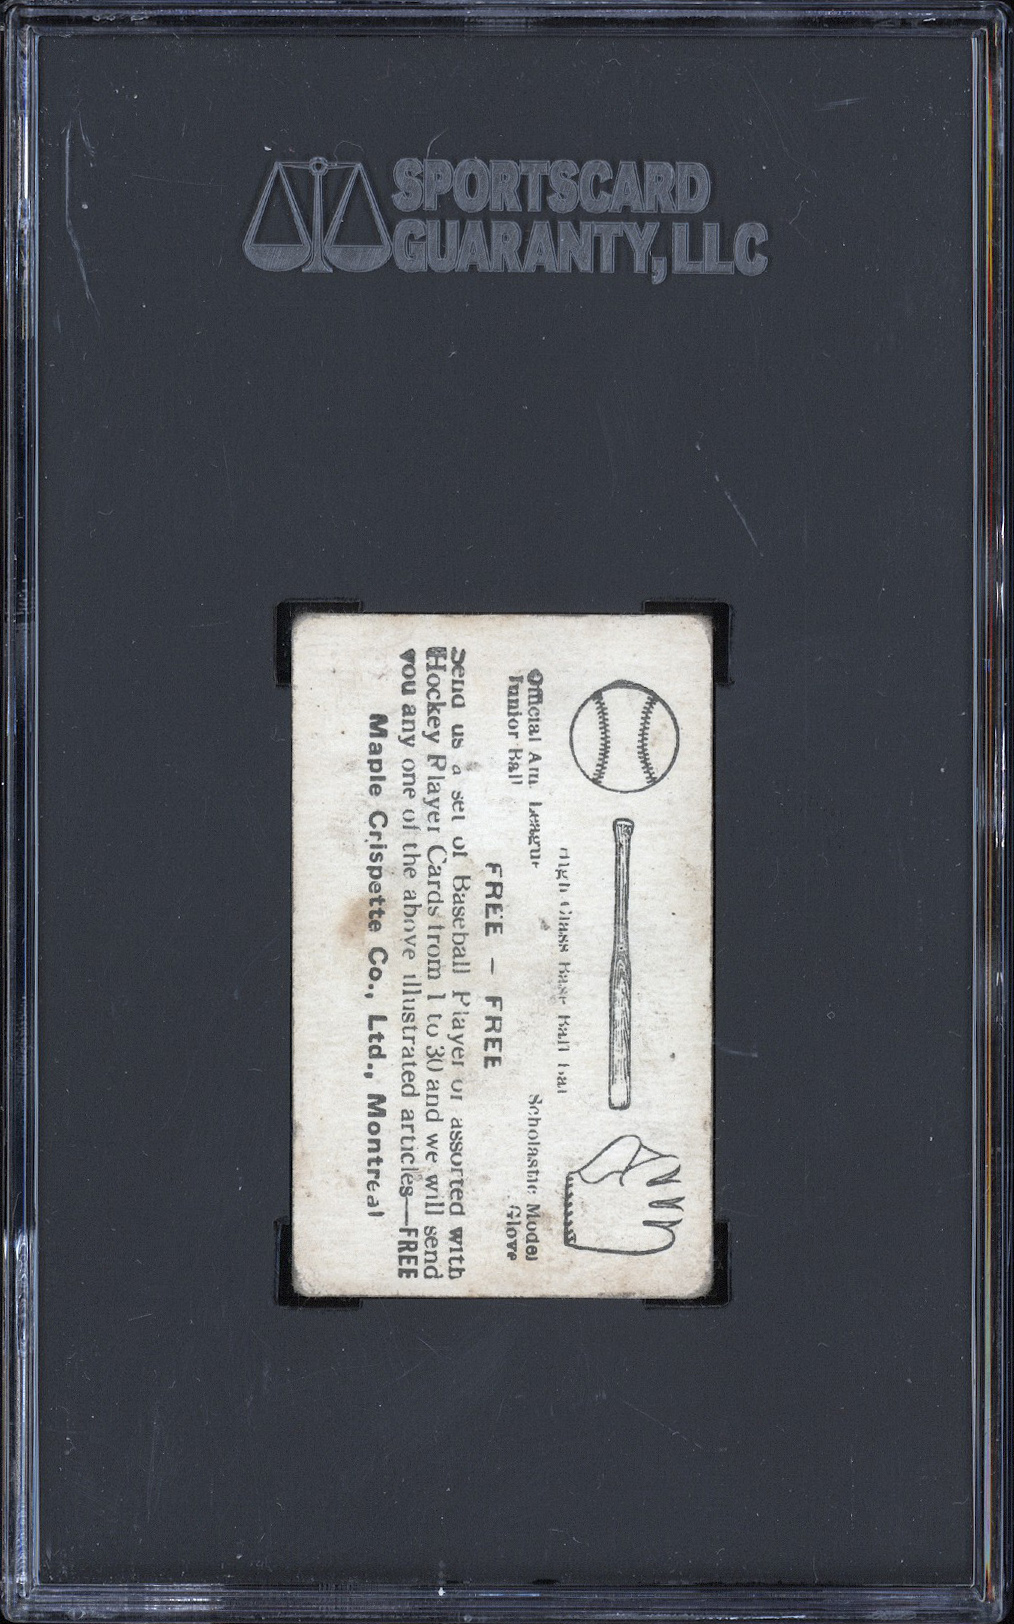 SPORTSCARD
GUARANTY, LLC
Official Am. League
Junior Ball
High Class Base Ball bat
Scholastic Model
Glove
FREE - FREE
Send us a set of Baseball Player or assorted with
Hockey Player Cards from 1 to 30 and we will send
you any one of the above illustrated articles—FREE
Maple Crispette Co., Ltd., Montreal